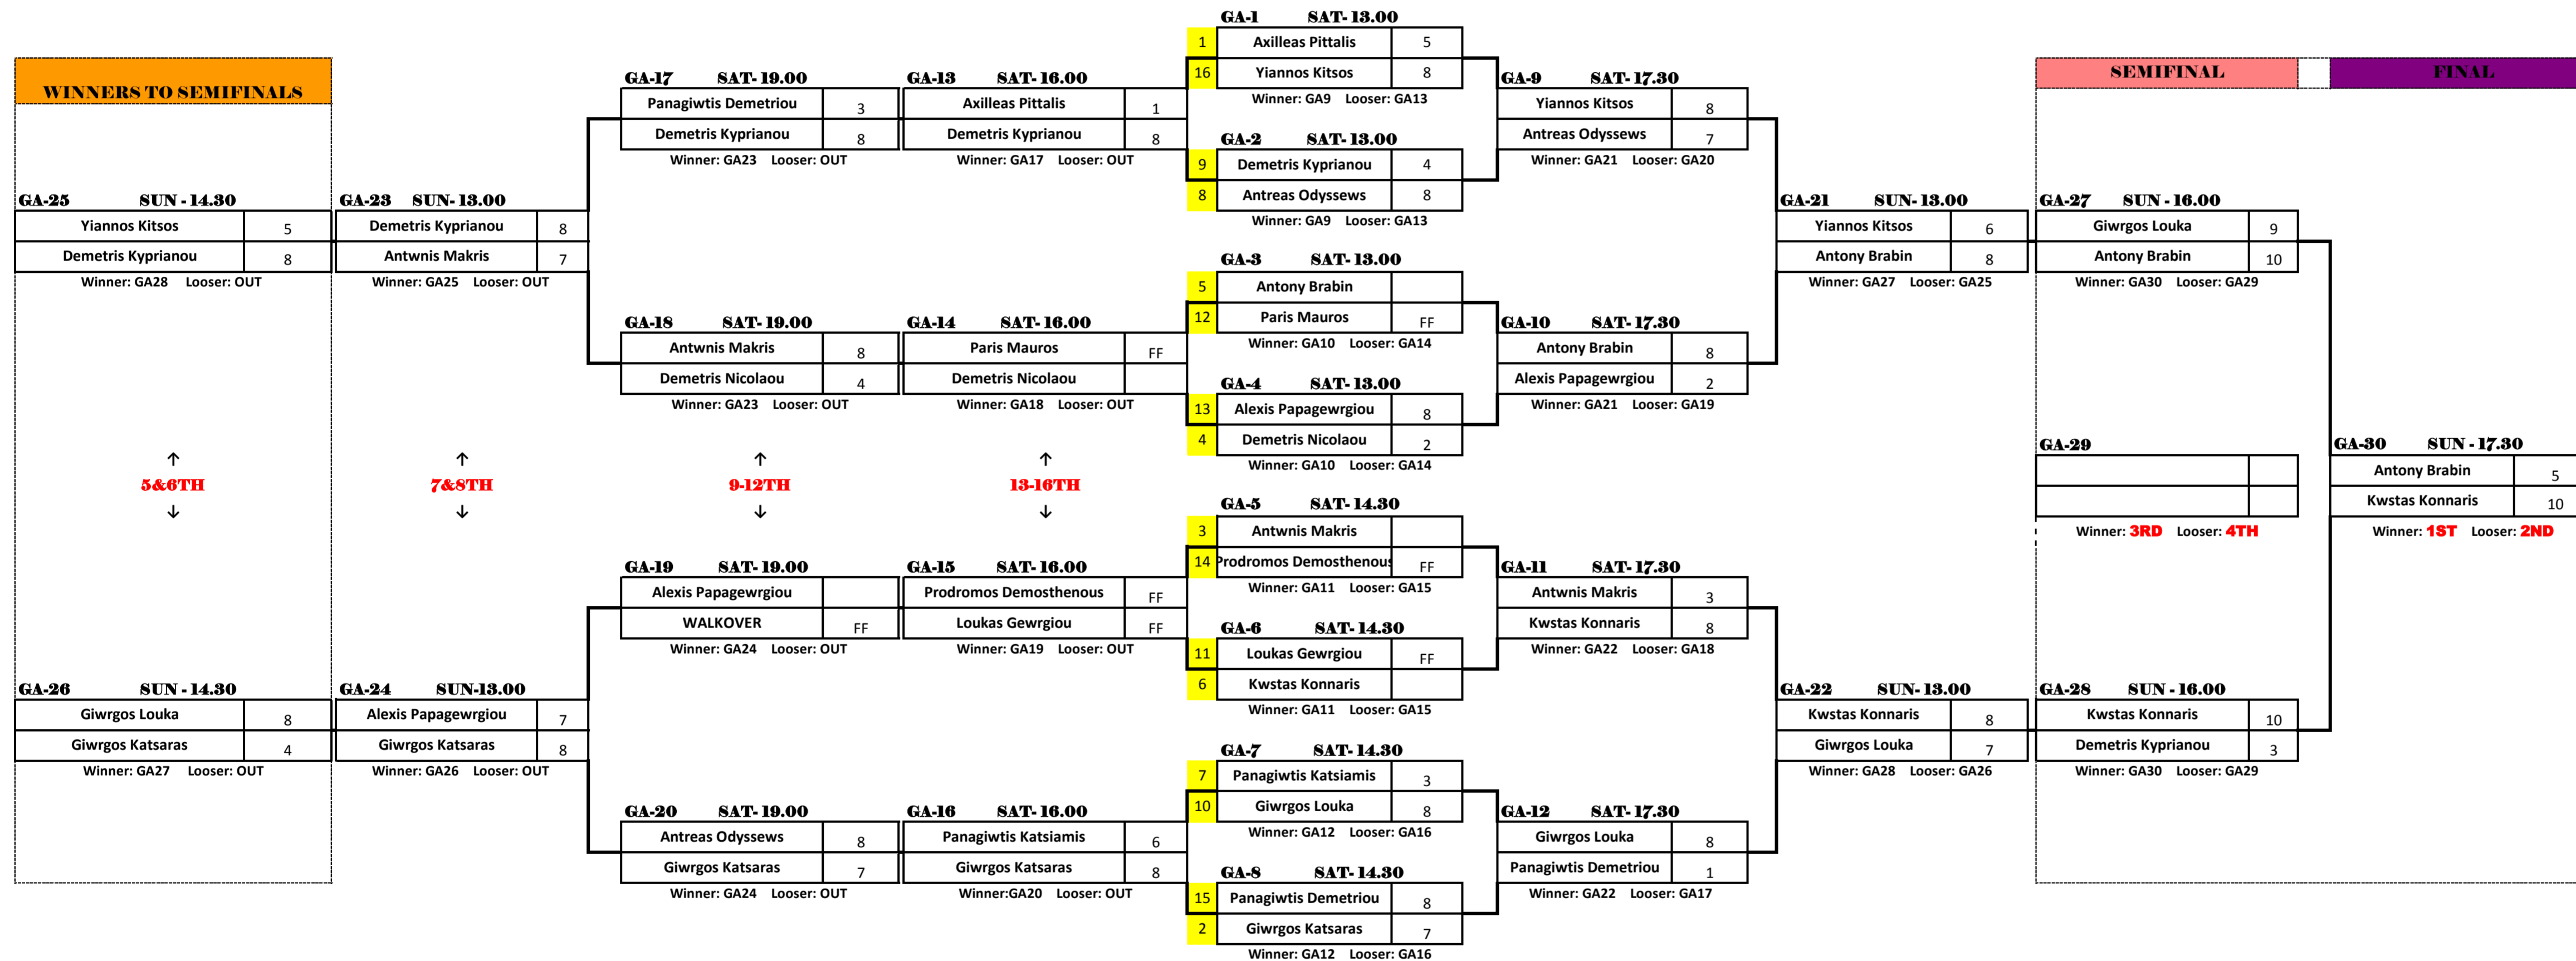 WINNERS TO SEMIFINALS
GA-25 SUN - 14.30
Yiannos Kitsos 5
Demetris Kyprianou 8
Winner: GA28 Looser: OUT
↑
5&6TH
↓
GA-26 SUN - 14.30
Giwrgos Louka 8
Giwrgos Katsaras 4
Winner: GA27 Looser: OUT
GA-23 SUN- 13.00
Demetris Kyprianou 8
Antwnis Makris 7
Winner: GA25 Looser: OUT
↑
7&8TH
↓
GA-24 SUN-13.00
Alexis Papagewrgiou 7
Giwrgos Katsaras 8
Winner: GA26 Looser: OUT
GA-17 SAT- 19.00
Panagiwtis Demetriou 3
Demetris Kyprianou 8
Winner: GA23 Looser: OUT
GA-18 SAT- 19.00
Antwnis Makris 8
Demetris Nicolaou 4
Winner: GA23 Looser: OUT
↑
9-12TH
↓
GA-19 SAT- 19.00
Alexis Papagewrgiou
WALKOVER FF
Winner: GA24 Looser: OUT
GA-20 SAT- 19.00
Antreas Odyssews 8
Giwrgos Katsaras 7
Winner: GA24 Looser: OUT
GA-13 SAT- 16.00
Axilleas Pittalis 1
Demetris Kyprianou 8
Winner: GA17 Looser: OUT
GA-14 SAT- 16.00
Paris Mauros FF
Demetris Nicolaou
Winner: GA18 Looser: OUT
↑
13-16TH
↓
GA-15 SAT- 16.00
Prodromos Demosthenous FF
Loukas Gewrgiou FF
Winner: GA19 Looser: OUT
GA-16 SAT- 16.00
Panagiwtis Katsiamis 6
Giwrgos Katsaras 8
Winner:GA20 Looser: OUT
GA-1 SAT- 13.00
1 Axilleas Pittalis 5
16 Yiannos Kitsos 8
Winner: GA9 Looser: GA13
GA-2 SAT- 13.00
9 Demetris Kyprianou 4
8 Antreas Odyssews 8
Winner: GA9 Looser: GA13
GA-3 SAT- 13.00
5 Antony Brabin
12 Paris Mauros FF
Winner: GA10 Looser: GA14
GA-4 SAT- 13.00
13 Alexis Papagewrgiou 8
4 Demetris Nicolaou 2
Winner: GA10 Looser: GA14
GA-5 SAT- 14.30
3 Antwnis Makris
14 Prodromos Demosthenous FF
Winner: GA11 Looser: GA15
GA-6 SAT- 14.30
11 Loukas Gewrgiou FF
6 Kwstas Konnaris
Winner: GA11 Looser: GA15
GA-7 SAT- 14.30
7 Panagiwtis Katsiamis 3
10 Giwrgos Louka 8
Winner: GA12 Looser: GA16
GA-8 SAT- 14.30
15 Panagiwtis Demetriou 8
2 Giwrgos Katsaras 7
Winner: GA12 Looser: GA16
GA-9 SAT- 17.30
Yiannos Kitsos 8
Antreas Odyssews 7
Winner: GA21 Looser: GA20
GA-10 SAT- 17.30
Antony Brabin 8
Alexis Papagewrgiou 2
Winner: GA21 Looser: GA19
GA-11 SAT- 17.30
Antwnis Makris 3
Kwstas Konnaris 8
Winner: GA22 Looser: GA18
GA-12 SAT- 17.30
Giwrgos Louka 8
Panagiwtis Demetriou 1
Winner: GA22 Looser: GA17
GA-21 SUN- 13.00
Yiannos Kitsos 6
Antony Brabin 8
Winner: GA27 Looser: GA25
GA-22 SUN- 13.00
Kwstas Konnaris 8
Giwrgos Louka 7
Winner: GA28 Looser: GA26
SEMIFINAL
GA-27 SUN - 16.00
Giwrgos Louka 9
Antony Brabin 10
Winner: GA30 Looser: GA29
GA-29
Winner: 3RD Looser: 4TH
GA-28 SUN - 16.00
Kwstas Konnaris 10
Demetris Kyprianou 3
Winner: GA30 Looser: GA29
FINAL
GA-30 SUN - 17.30
Antony Brabin 5
Kwstas Konnaris 10
Winner: 1ST Looser: 2ND